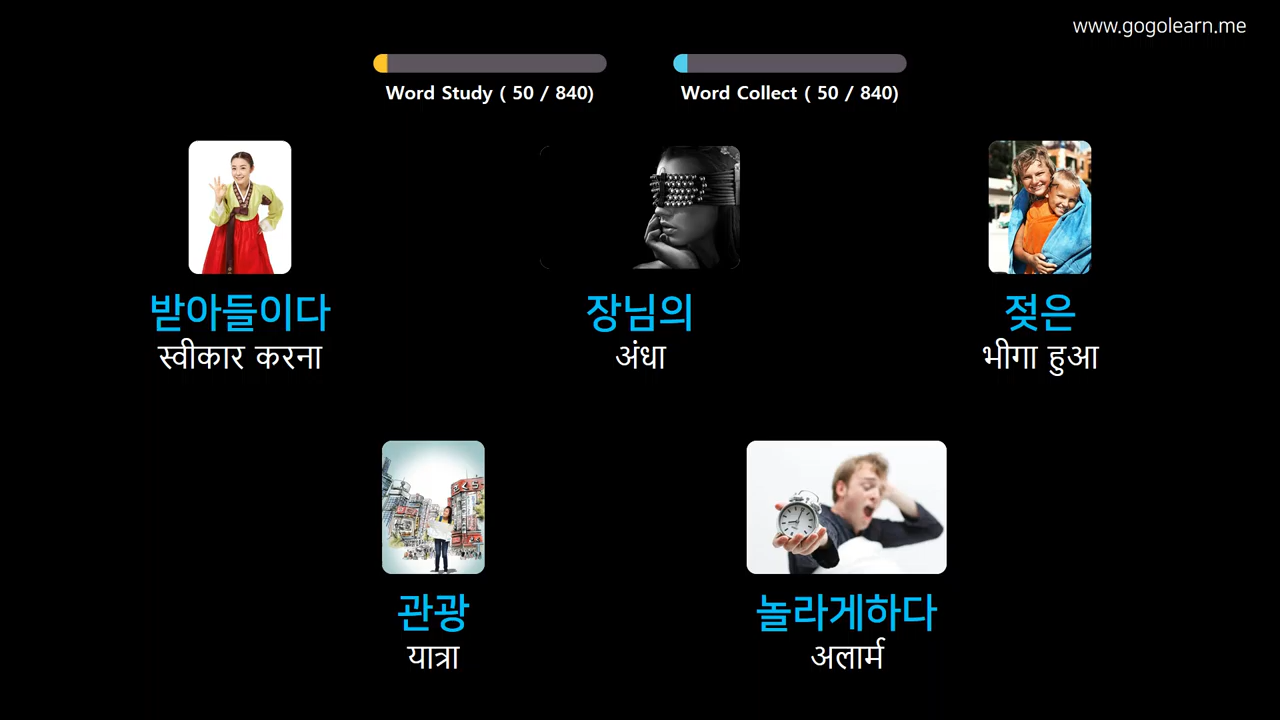 www.gogolearn.me
Word Study ( 50 / 840)
Word Collect ( 50 / 840)
받아들이다
स्वीकार करना
장님의
अंधा
젖은
भीगा हुआ
관광
यात्रा
놀라게하다
अलार्म